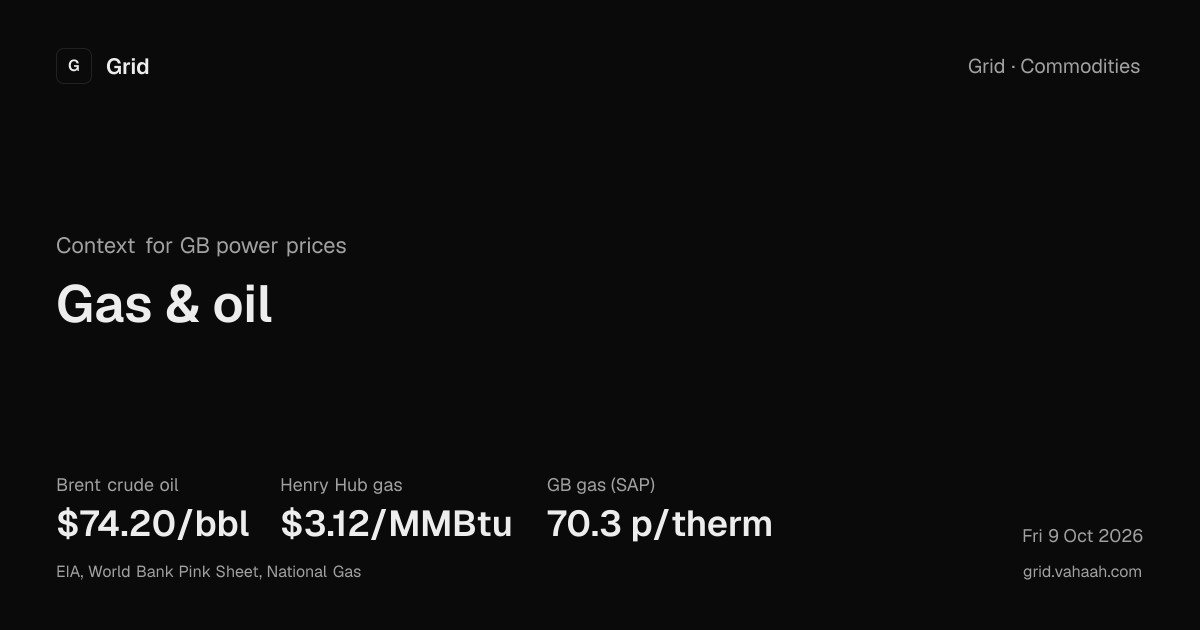 G Grid
Grid · Commodities
Context for GB power prices
Gas & oil
Brent crude oil
$74.20/bbl
Henry Hub gas
$3.12/MMBtu
GB gas (SAP)
70.3 p/therm
Fri 9 Oct 2026
EIA, World Bank Pink Sheet, National Gas
grid.vahaah.com